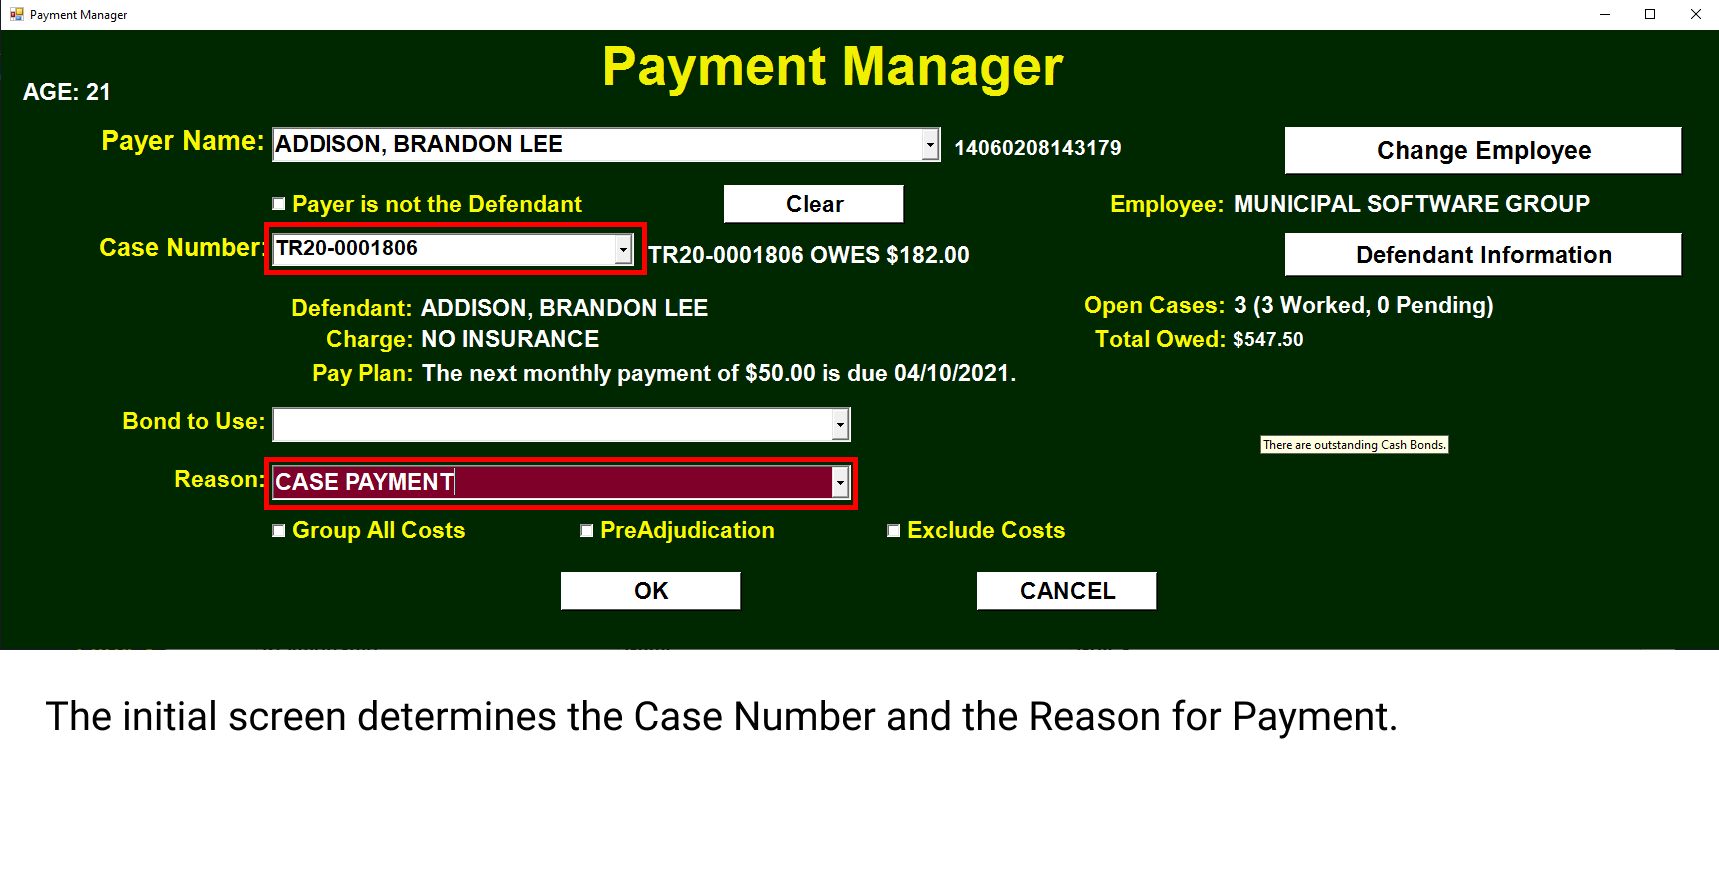 Payment Manager
Payment Manager
AGE: 21
Payer Name: ADDISON, BRANDON LEE 14060208143179 Change Employee
Payer is not the Defendant Clear Employee: MUNICIPAL SOFTWARE GROUP
Case Number: TR20-0001806 TR20-0001806 OWES $182.00 Defendant Information
Defendant: ADDISON, BRANDON LEE Open Cases: 3 (3 Worked, 0 Pending)
Charge: NO INSURANCE Total Owed: $547.50
Pay Plan: The next monthly payment of $50.00 is due 04/10/2021.
Bond to Use:
There are outstanding Cash Bonds.
Reason: CASE PAYMENT
Group All Costs PreAdjudication Exclude Costs
OK CANCEL
The initial screen determines the Case Number and the Reason for Payment.